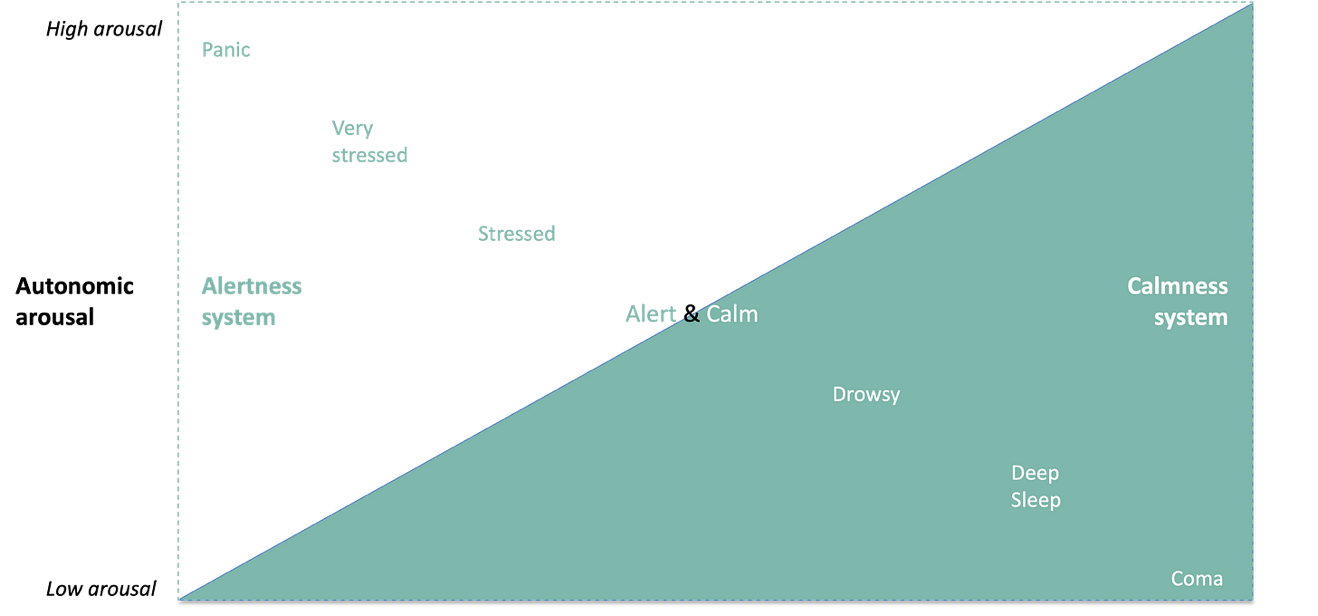 High arousal
Panic
Very
stressed
Stressed
Autonomic
arousal
Alertness
system
Calmness
system
Alert & Calm
Drowsy
Deep
Sleep
Coma
Low arousal